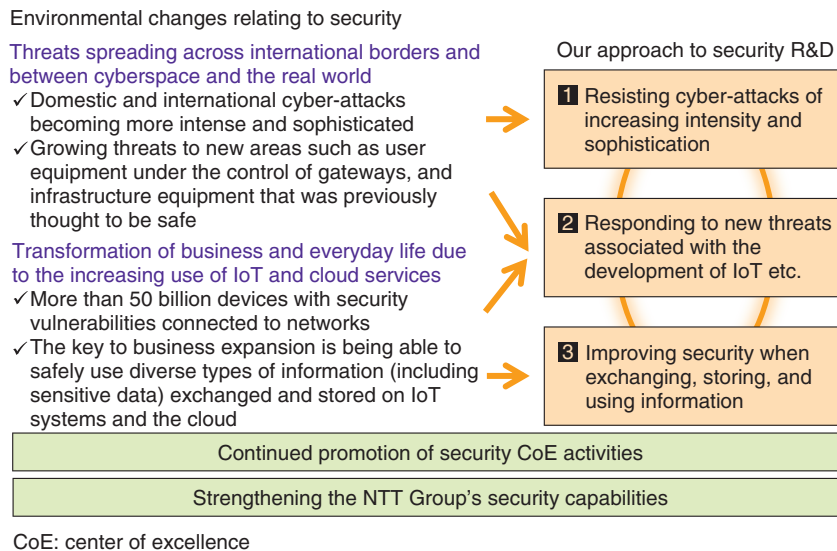 Environmental changes relating to security
Threats spreading across international borders and
between cyberspace and the real world
✓ Domestic and international cyber-attacks
becoming more intense and sophisticated
✓ Growing threats to new areas such as user
equipment under the control of gateways, and
infrastructure equipment that was previously
thought to be safe
Transformation of business and everyday life due
to the increasing use of IoT and cloud services
✓ More than 50 billion devices with security
vulnerabilities connected to networks
✓ The key to business expansion is being able to
safely use diverse types of information (including
sensitive data) exchanged and stored on IoT
systems and the cloud
Our approach to security R&D
1 Resisting cyber-attacks of
increasing intensity and
sophistication
2 Responding to new threats
associated with the
development of IoT etc.
3 Improving security when
exchanging, storing, and
using information
Continued promotion of security CoE activities
Strengthening the NTT Group's security capabilities
CoE: center of excellence